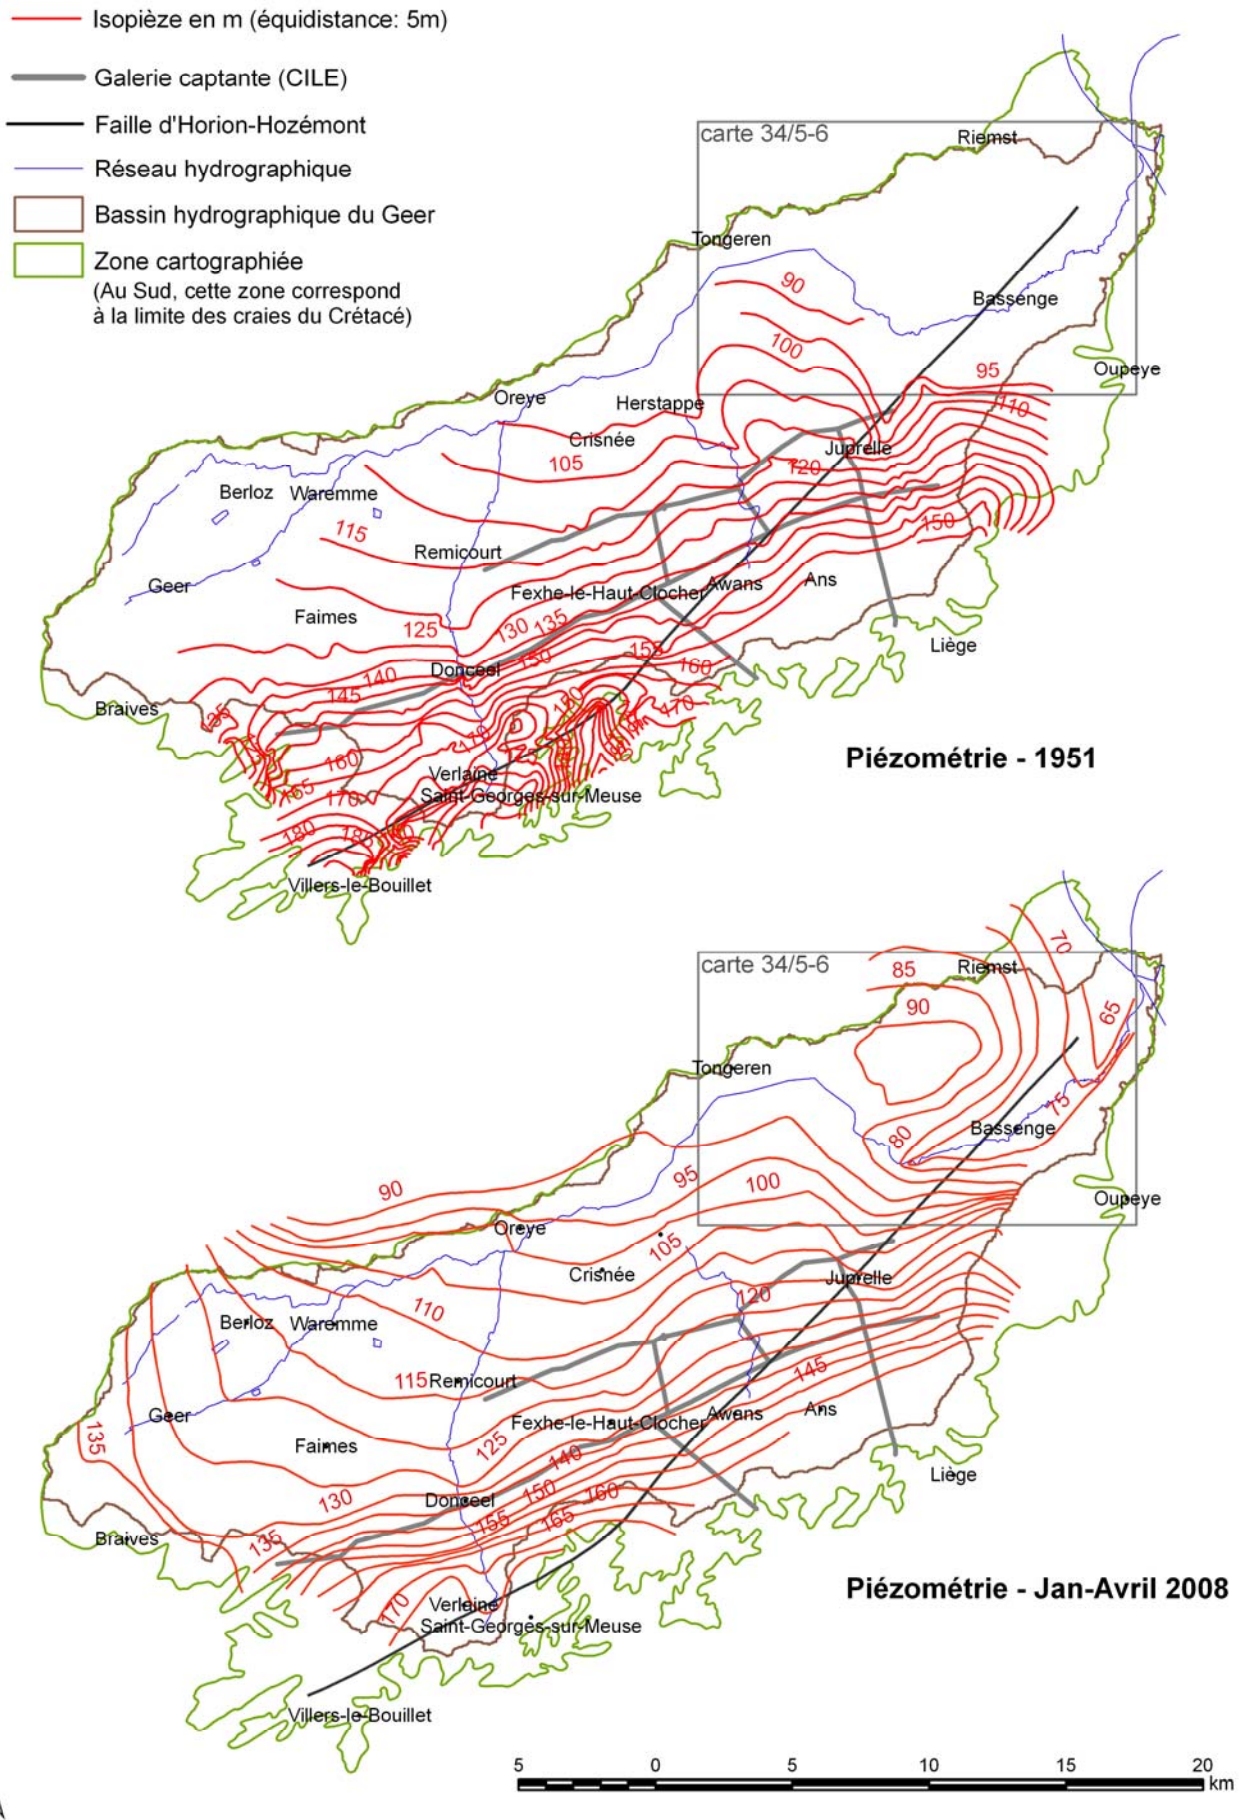 Isopièze en m (équidistance: 5m)
Galerie captante (CILE)
Faille d'Horion-Hozémont
Réseau hydrographique
Bassin hydrographique du Geer
Zone cartographiée
(Au Sud, cette zone correspond
à la limite des craies du Crétacé)
carte 34/5-6
Riemst
Tongeren
90
Bassenge
100
95
Oupeye
Oreye
Herstappe
110
Crisnée
Juprelle
105
120
Berloz
Waremme
115
150
Remicourt
Geer
Fexhe-le-Haut-Clocher
Awans
Ans
Faimes
125
130
135
Liège
155
150
160
Donceel
140
145
Braives
135
150
170
170
160
Verlaine
165
170
Saint-Georges-sur-Meuse
180
185
Villers-le-Bouillet
Piézométrie - 1951
carte 34/5-6
70
85
Riemst
90
65
Tongeren
75
80
Bassenge
90
95
100
Oupeye
Oreye
105
Crisnée
Juprelle
110
120
Berloz
Waremme
115
Remicourt
145
Geer
Fexhe-le-Haut-Clocher
Awans
Ans
135
Faimes
125
140
Liège
130
Donceel
150
160
155
165
Braives
135
170
Verlaine
Saint-Georges-sur-Meuse
Villers-le-Bouillet
Piézométrie - Jan-Avril 2008
5 0 5 10 15 20
km